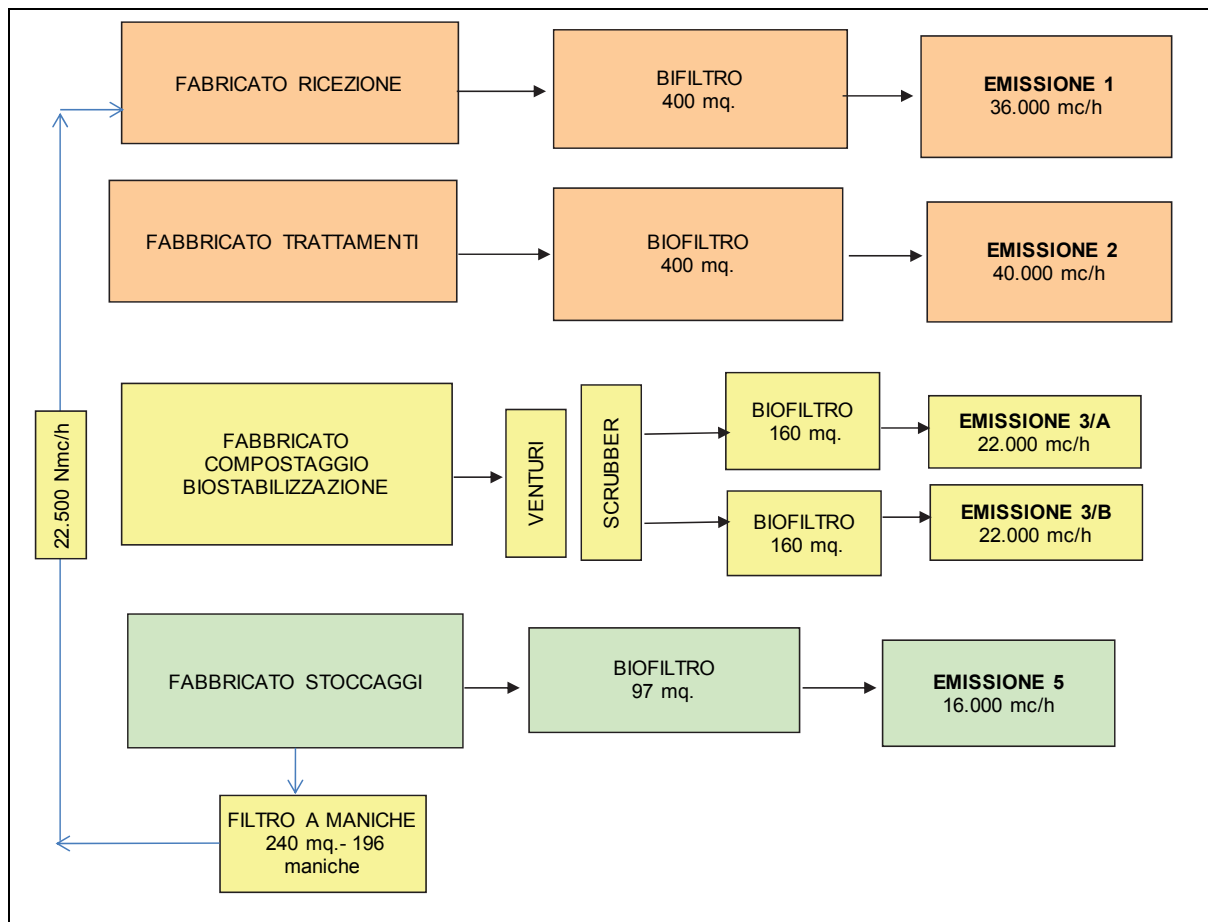 FABRICATO RICEZIONE
BIFILTRO
400 mq.
EMISSIONE 1
36.000 mc/h
FABBRICATO TRATTAMENTI
BIOFILTRO
400 mq.
EMISSIONE 2
40.000 mc/h
22.500 Nmc/h
FABBRICATO
COMPOSTAGGIO
BIOSTABILIZZAZIONE
VENTURI
SCRUBBER
BIOFILTRO
160 mq.
EMISSIONE 3/A
22.000 mc/h
BIOFILTRO
160 mq.
EMISSIONE 3/B
22.000 mc/h
FABBRICATO STOCCAGGI
BIOFILTRO
97 mq.
EMISSIONE 5
16.000 mc/h
FILTRO A MANICHE
240 mq.- 196
maniche